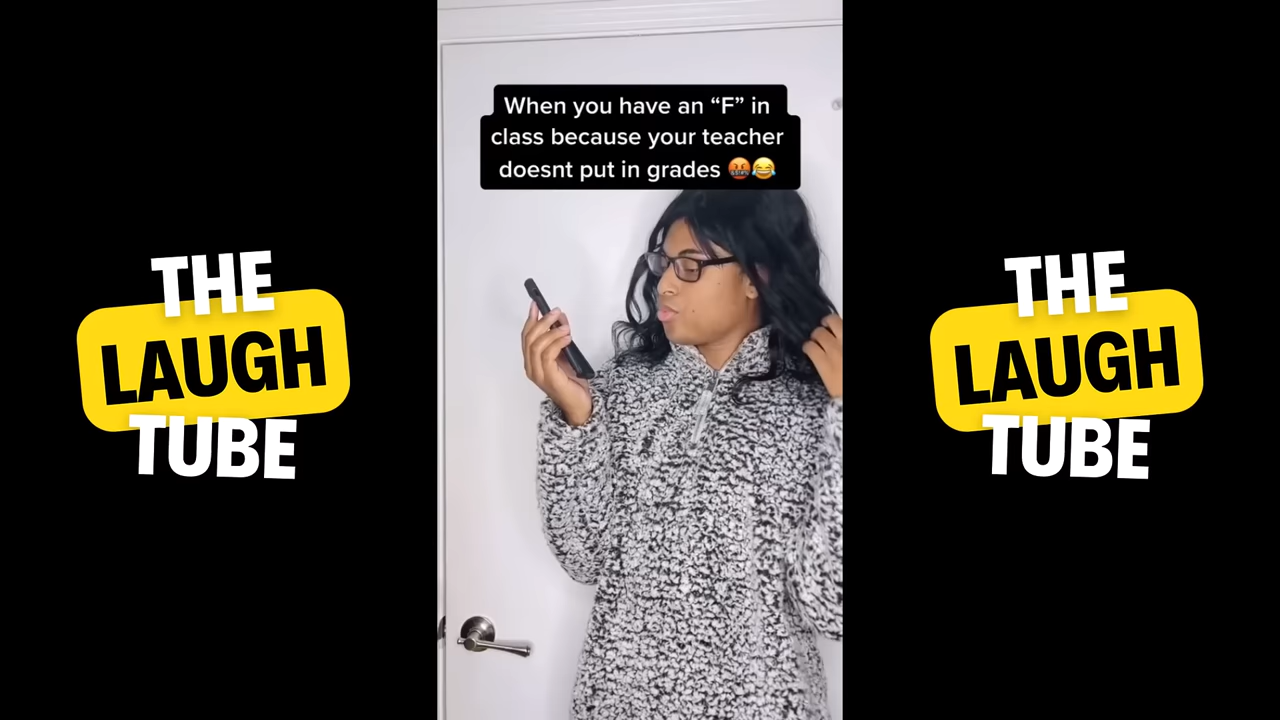 When you have an “F” in
class because your teacher
doesnt put in grades 🤬😂
THE
LAUGH
TUBE
THE
LAUGH
TUBE